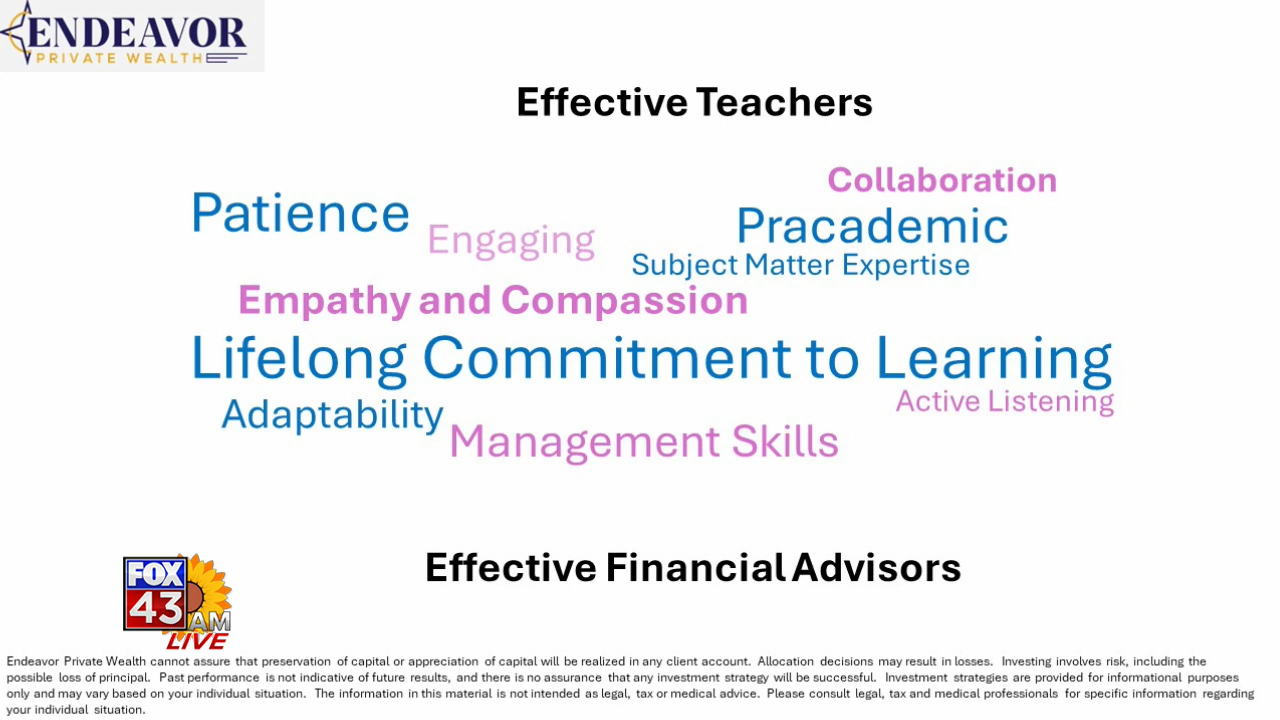 ENDEAVOR
PRIVATE WEALTH
Effective Teachers
Collaboration
Patience
Engaging
Pracademic
Subject Matter Expertise
Empathy and Compassion
Lifelong Commitment to Learning
Active Listening
Adaptability
Management Skills
Effective Financial Advisors
FOX
43
AM
LIVE
Endeavor Private Wealth cannot assure that preservation of capital or appreciation of capital will be realized in any client account. Allocation decisions may result in losses. Investing involves risk, including the
possible loss of principal. Past performance is not indicative of future results, and there is no assurance that any investment strategy will be successful. Investment strategies are provided for informational purposes
only and may vary based on your individual situation. The information in this material is not intended as legal, tax or medical advice. Please consult legal, tax and medical professionals for specific information regarding
your individual situation.